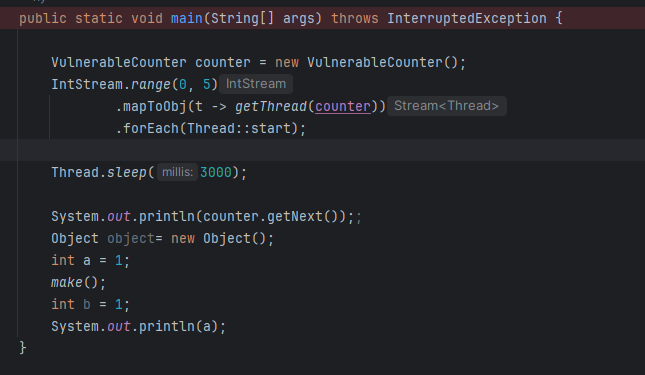 public static void main(String[] args) throws InterruptedException {
VulnerableCounter counter = new VulnerableCounter();
IntStream.range(0, 5) IntStream
.mapToObj(t -> getThread(counter)) Stream<Thread>
.forEach(Thread::start);
Thread.sleep( millis: 3000);
System.out.println(counter.getNext());;
Object object= new Object();
int a = 1;
make();
int b = 1;
System.out.println(a);
}